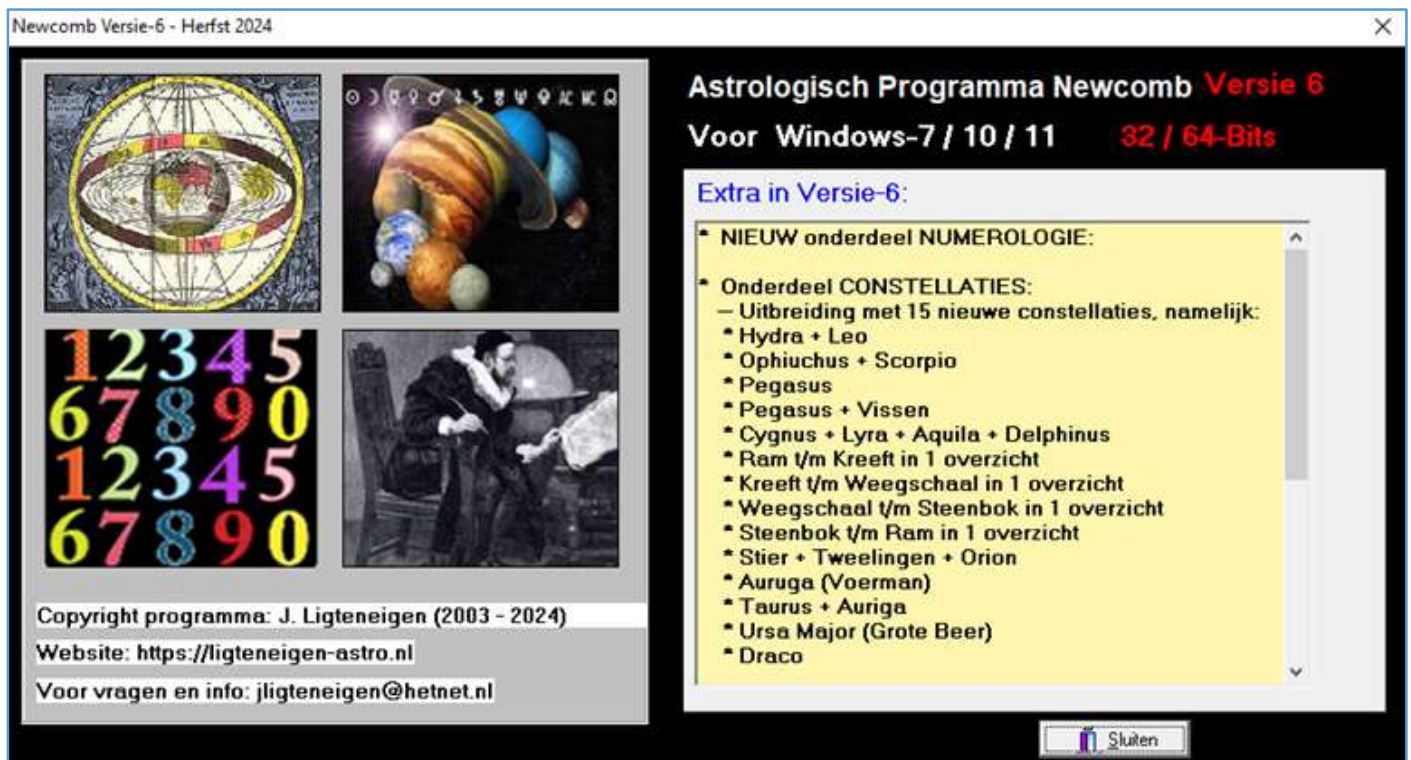 Newcomb Versie-6 - Herfst 2024
1 2 3 4 5
6 7 8 9 0
1 2 3 4 5
6 7 8 9 0
Copyright programma: J. Ligteneigen (2003 - 2024)
Website: https://ligteneigen-astro.nl
Voor vragen en info: jligteneigen@hetnet.nl
Astrologisch Programma Newcomb Versie 6
Voor Windows-7 / 10 / 11 32 / 64-Bits
Extra in Versie-6:
* NIEUW onderdeel NUMEROLOGIE:
* Onderdeel CONSTELLATIES:
– Uitbreiding met 15 nieuwe constellaties, namelijk:
* Hydra + Leo
* Ophiuchus + Scorpio
* Pegasus
* Pegasus + Vissen
* Cygnus + Lyra + Aquila + Delphinus
* Ram t/m Kreeft in 1 overzicht
* Kreeft t/m Weegschaal in 1 overzicht
* Weegschaal t/m Steenbok in 1 overzicht
* Steenbok t/m Ram in 1 overzicht
* Stier + Tweelingen + Orion
* Auruga (Voerman)
* Taurus + Auriga
* Ursa Major (Grote Beer)
* Draco
Sluiten